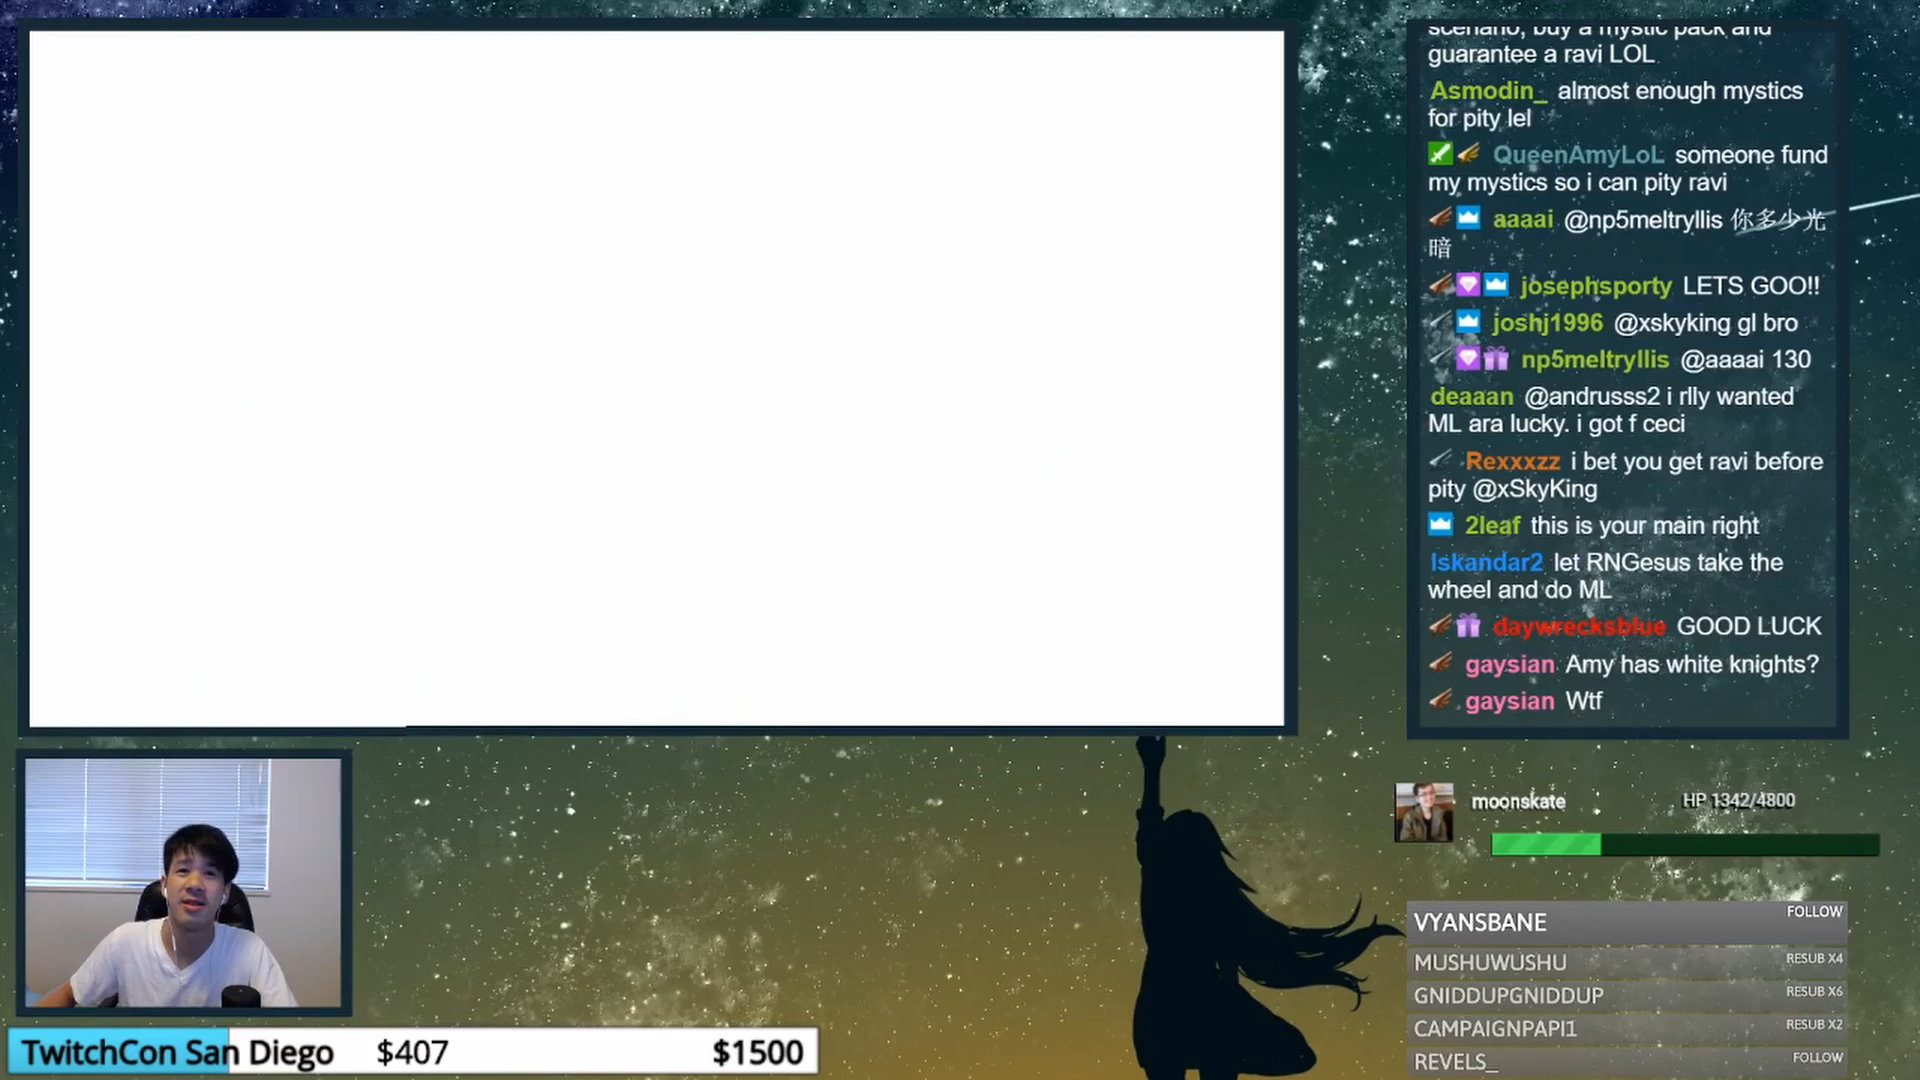 scenario, buy a mystic pack and
guarantee a ravi LOL
Asmodin_ almost enough mystics
for pity lel
QueenAmyLoL someone fund
my mystics so i can pity ravi
aaaai @np5meltryllis 你多少光
暗
josephsporty LETS GOO!!
joshj1996 @xskyking gl bro
np5meltryllis @aaaai 130
deaaan @andrusss2 i rlly wanted
ML ara lucky. i got f ceci
Rexxxzz i bet you get ravi before
pity @xSkyKing
2leaf this is your main right
Iskandar2 let RNGesus take the
wheel and do ML
daywrecksblue GOOD LUCK
gaysian Amy has white knights?
gaysian Wtf
moonskate HP 1342/4800
VYANSBANE FOLLOW
MUSHUWUSHU RESUB X4
GNIDDUPGNIDDUP RESUB X6
CAMPAIGNPAPI1 RESUB X2
REVELS_ FOLLOW
TwitchCon San Diego $407 $1500